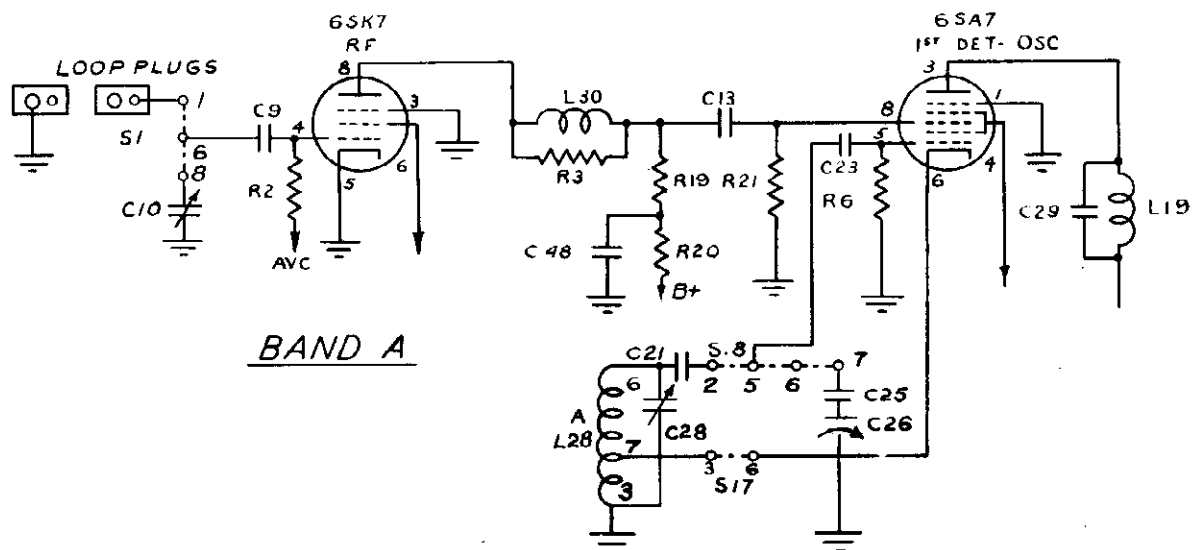 6SK7
RF
6SA7
1ST DET- OSC
LOOP PLUGS
8
3
1
C9
4
3
L30
C13
8
1
S1
6
5
C23
8
R2
5
6
R3
R19
R21
6
4
R6
C10
C29
L19
C48
R20
AVC
B+
BAND A
C21
S.8
7
6
2
5
6
C25
A
L28
C28
C26
7
3
6
3
S17